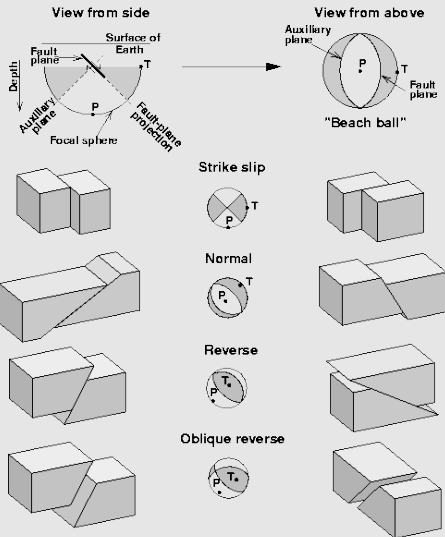 View from side
View from above
Surface of
Earth
Fault
plane
T
Depth
P
Auxiliary
plane
Focal sphere
Fault-plane
projection
Auxiliary
plane
P
T
Fault
plane
"Beach ball"
Strike slip
T
P
Normal
T
P
Reverse
T
P
Oblique reverse
T
P